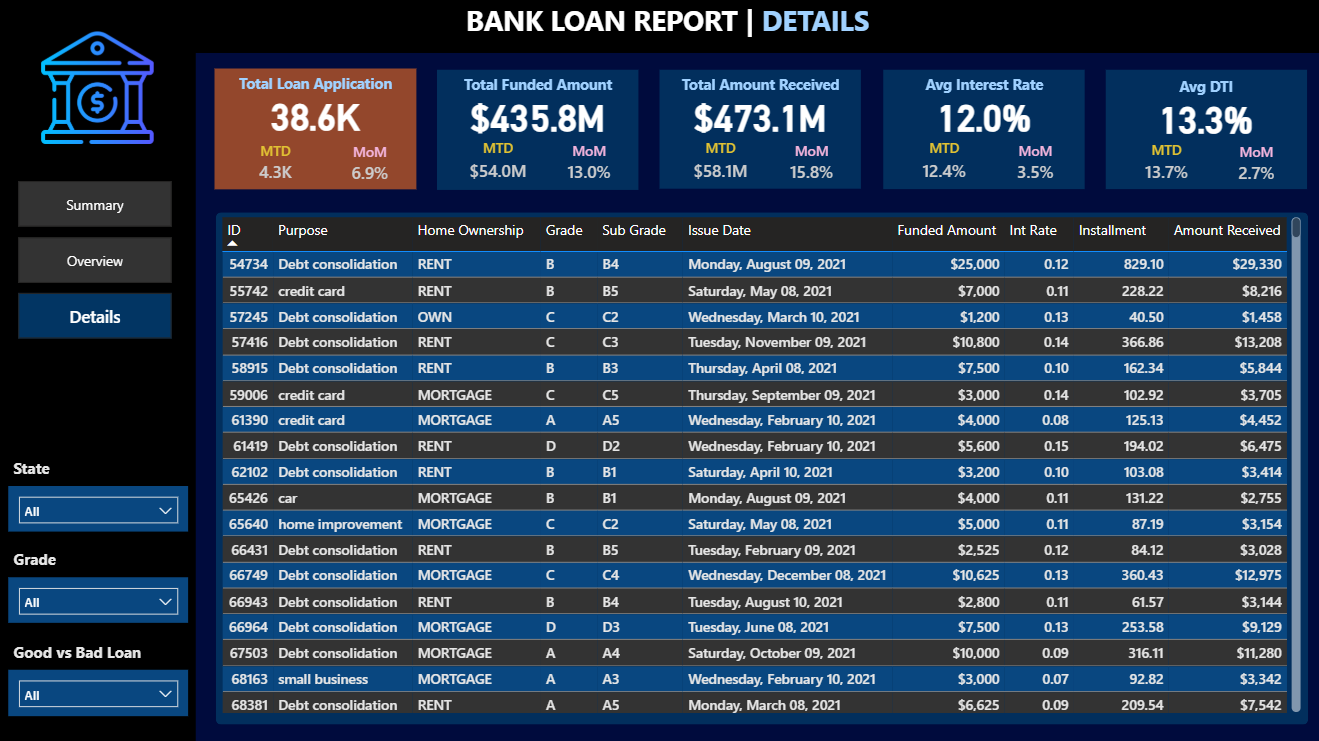 BANK LOAN REPORT | DETAILS
Total Loan Application
38.6K
MTD MoM
4.3K 6.9%
Total Funded Amount
$435.8M
MTD MoM
$54.0M 13.0%
Total Amount Received
$473.1M
MTD MoM
$58.1M 15.8%
Avg Interest Rate
12.0%
MTD MoM
12.4% 3.5%
Avg DTI
13.3%
MTD MoM
13.7% 2.7%
Summary
Overview
Details
State
All
Grade
All
Good vs Bad Loan
All
ID Purpose Home Ownership Grade Sub Grade Issue Date Funded Amount Int Rate Installment Amount Received
54734 Debt consolidation RENT B B4 Monday, August 09, 2021 $25,000 0.12 829.10 $29,330
55742 credit card RENT B B5 Saturday, May 08, 2021 $7,000 0.11 228.22 $8,216
57245 Debt consolidation OWN C C2 Wednesday, March 10, 2021 $1,200 0.13 40.50 $1,458
57416 Debt consolidation RENT C C3 Tuesday, November 09, 2021 $10,800 0.14 366.86 $13,208
58915 Debt consolidation RENT B B3 Thursday, April 08, 2021 $7,500 0.10 162.34 $5,844
59006 credit card MORTGAGE C C5 Thursday, September 09, 2021 $3,000 0.14 102.92 $3,705
61390 credit card MORTGAGE A A5 Wednesday, February 10, 2021 $4,000 0.08 125.13 $4,452
61419 Debt consolidation RENT D D2 Wednesday, February 10, 2021 $5,600 0.15 194.02 $6,475
62102 Debt consolidation RENT B B1 Saturday, April 10, 2021 $3,200 0.10 103.08 $3,414
65426 car MORTGAGE B B1 Monday, August 09, 2021 $4,000 0.11 131.22 $2,755
65640 home improvement MORTGAGE C C2 Saturday, May 08, 2021 $5,000 0.11 87.19 $3,154
66431 Debt consolidation RENT B B5 Tuesday, February 09, 2021 $2,525 0.12 84.12 $3,028
66749 Debt consolidation MORTGAGE C C4 Wednesday, December 08, 2021 $10,625 0.13 360.43 $12,975
66943 Debt consolidation RENT B B4 Tuesday, August 10, 2021 $2,800 0.11 61.57 $3,144
66964 Debt consolidation MORTGAGE D D3 Tuesday, June 08, 2021 $7,500 0.13 253.58 $9,129
67503 Debt consolidation MORTGAGE A A4 Saturday, October 09, 2021 $10,000 0.09 316.11 $11,280
68163 small business MORTGAGE A A3 Wednesday, February 10, 2021 $3,000 0.07 92.82 $3,342
68381 Debt consolidation RENT A A5 Monday, March 08, 2021 $6,625 0.09 209.54 $7,542